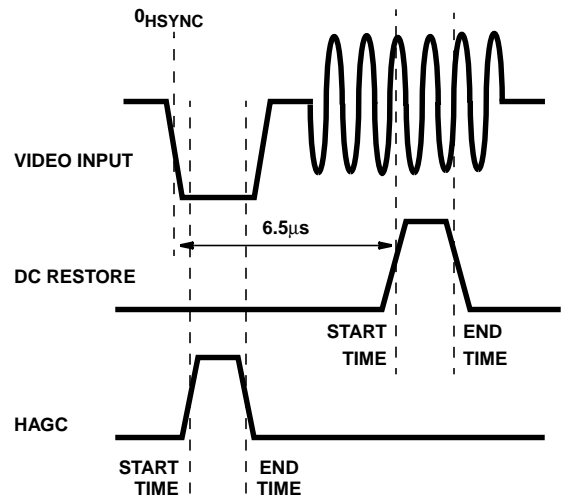 0HSYNC
VIDEO INPUT
6.5µs
DC RESTORE
START TIME
END TIME
HAGC
START TIME
END TIME